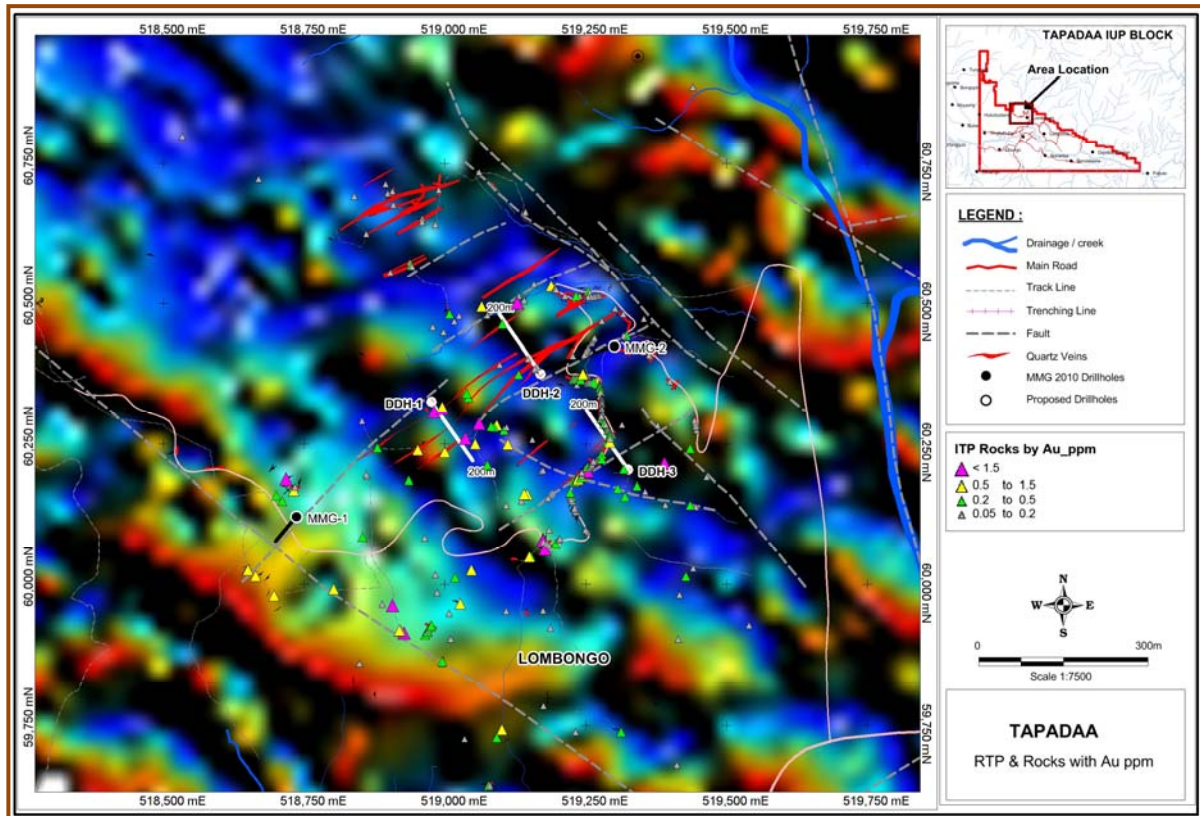 518,500 mE 518,750 mE 519,000 mE 519,250 mE 519,500 mE 519,750 mE
60,750 mN 60,750 mN
60,500 mN 60,500 mN
60,250 mN 60,250 mN
60,000 mN 60,000 mN
59,750 mN 59,750 mN
200m
MMG-2
DDH-2
DDH-1
200m
200m
DDH-3
MMG-1
LOMBONGO
518,500 mE 518,750 mE 519,000 mE 519,250 mE 519,500 mE 519,750 mE
TAPADAA IUP BLOCK
Area Location
LEGEND :
Drainage / creek
Main Road
Track Line
Trenching Line
Fault
Quartz Veins
MMG 2010 Drillholes
Proposed Drillholes
ITP Rocks by Au_ppm
< 1.5
0.5 to 1.5
0.2 to 0.5
0.05 to 0.2
N
W E
S
0 300m
Scale 1:7500
TAPADAA
RTP & Rocks with Au ppm